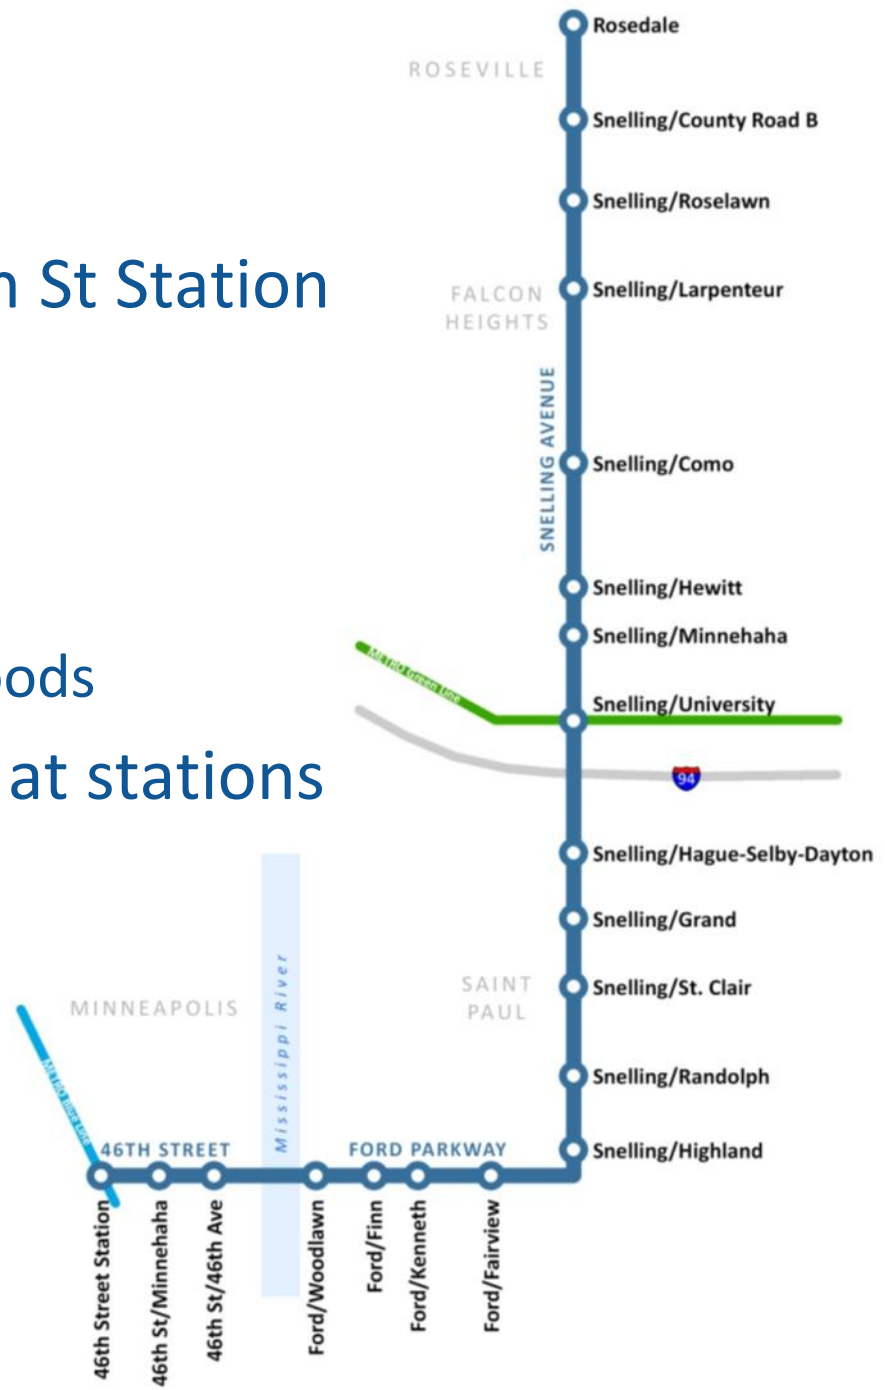 Rosedale
ROSEVILLE
Snelling/County Road B
Snelling/Roselawn
St Station
Snelling/Larpenteur
FALCON
HEIGHTS
SNELLING AVENUE
Snelling/Como
Snelling/Hewitt
Snelling/Minnehaha
METRO Green Line
Snelling/University
at stations
94
Snelling/Hague-Selby-Dayton
Snelling/Grand
Mississippi River
SAINT
PAUL
Snelling/St. Clair
MINNEAPOLIS
METRO Blue Line
Snelling/Randolph
46TH STREET
FORD PARKWAY
Snelling/Highland
46th Street Station
46th St/Minnehaha
46th St/46th Ave
Ford/Woodlawn
Ford/Finn
Ford/Kenneth
Ford/Fairview